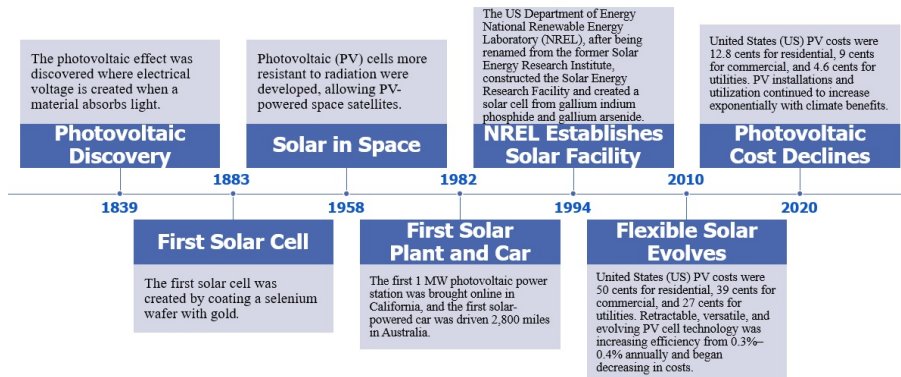 The photovoltaic effect was
discovered where electrical
voltage is created when a
material absorbs light.
Photovoltaic
Discovery
1839
1883
First Solar Cell
The first solar cell was
created by coating a selenium
wafer with gold.
Photovoltaic (PV) cells more
resistant to radiation were
developed, allowing PV-
powered space satellites.
Solar in Space
1958
1982
First Solar
Plant and Car
The first 1 MW photovoltaic power
station was brought online in
California, and the first solar-
powered car was driven 2,800 miles
in Australia.
The US Department of Energy
National Renewable Energy
Laboratory (NREL), after being
renamed from the former Solar
Energy Research Institute,
constructed the Solar Energy
Research Facility and created a
solar cell from gallium indium
phosphide and gallium arsenide.
NREL Establishes
Solar Facility
1994
2010
Flexible Solar
Evolves
United States (US) PV costs were
50 cents for residential, 39 cents for
commercial, and 27 cents for
utilities. Retractable, versatile, and
evolving PV cell technology was
increasing efficiency from 0.3%–
0.4% annually and began
decreasing in costs.
United States (US) PV costs were
12.8 cents for residential, 9 cents
for commercial, and 4.6 cents for
utilities. PV installations and
utilization continued to increase
exponentially with climate benefits.
Photovoltaic
Cost Declines
2020